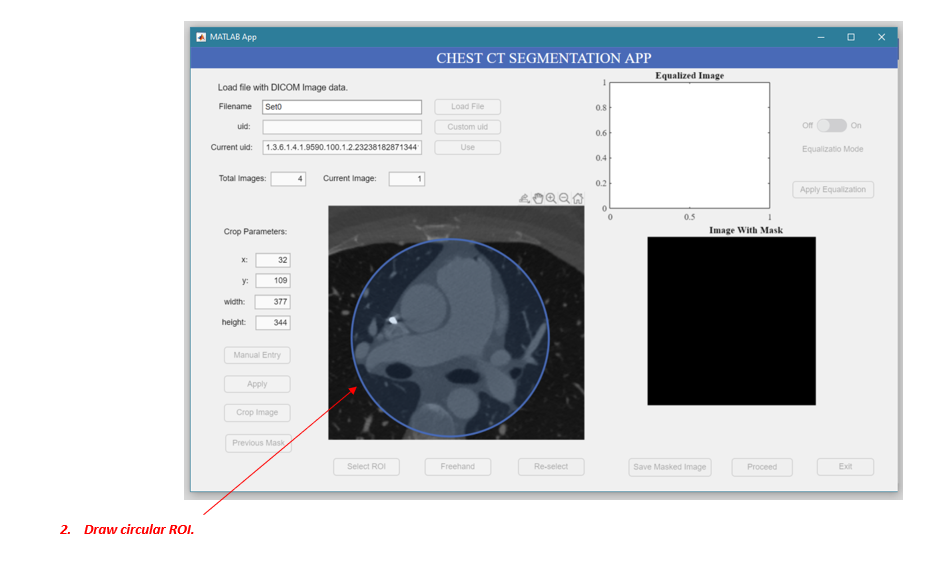 MATLAB App
CHEST CT SEGMENTATION APP
Load file with DICOM Image data.
Filename Set0 Load File
uid: Custom uid
Current uid: 1.3.6.1.4.1.9590.100.1.2.23238182871344 Use
Total Images: 4 Current Image: 1
Crop Parameters:
x: 32
y: 109
width: 377
height: 344
Manual Entry
Apply
Crop Image
Previous Mask
Select ROI Freehand Re-select
Equalized Image
1
0.8
0.6
0.4
0.2
0
0 0.5 1
Off On
Equalizatio Mode
Apply Equalization
Image With Mask
Save Masked Image Proceed Exit
2. Draw circular ROI.